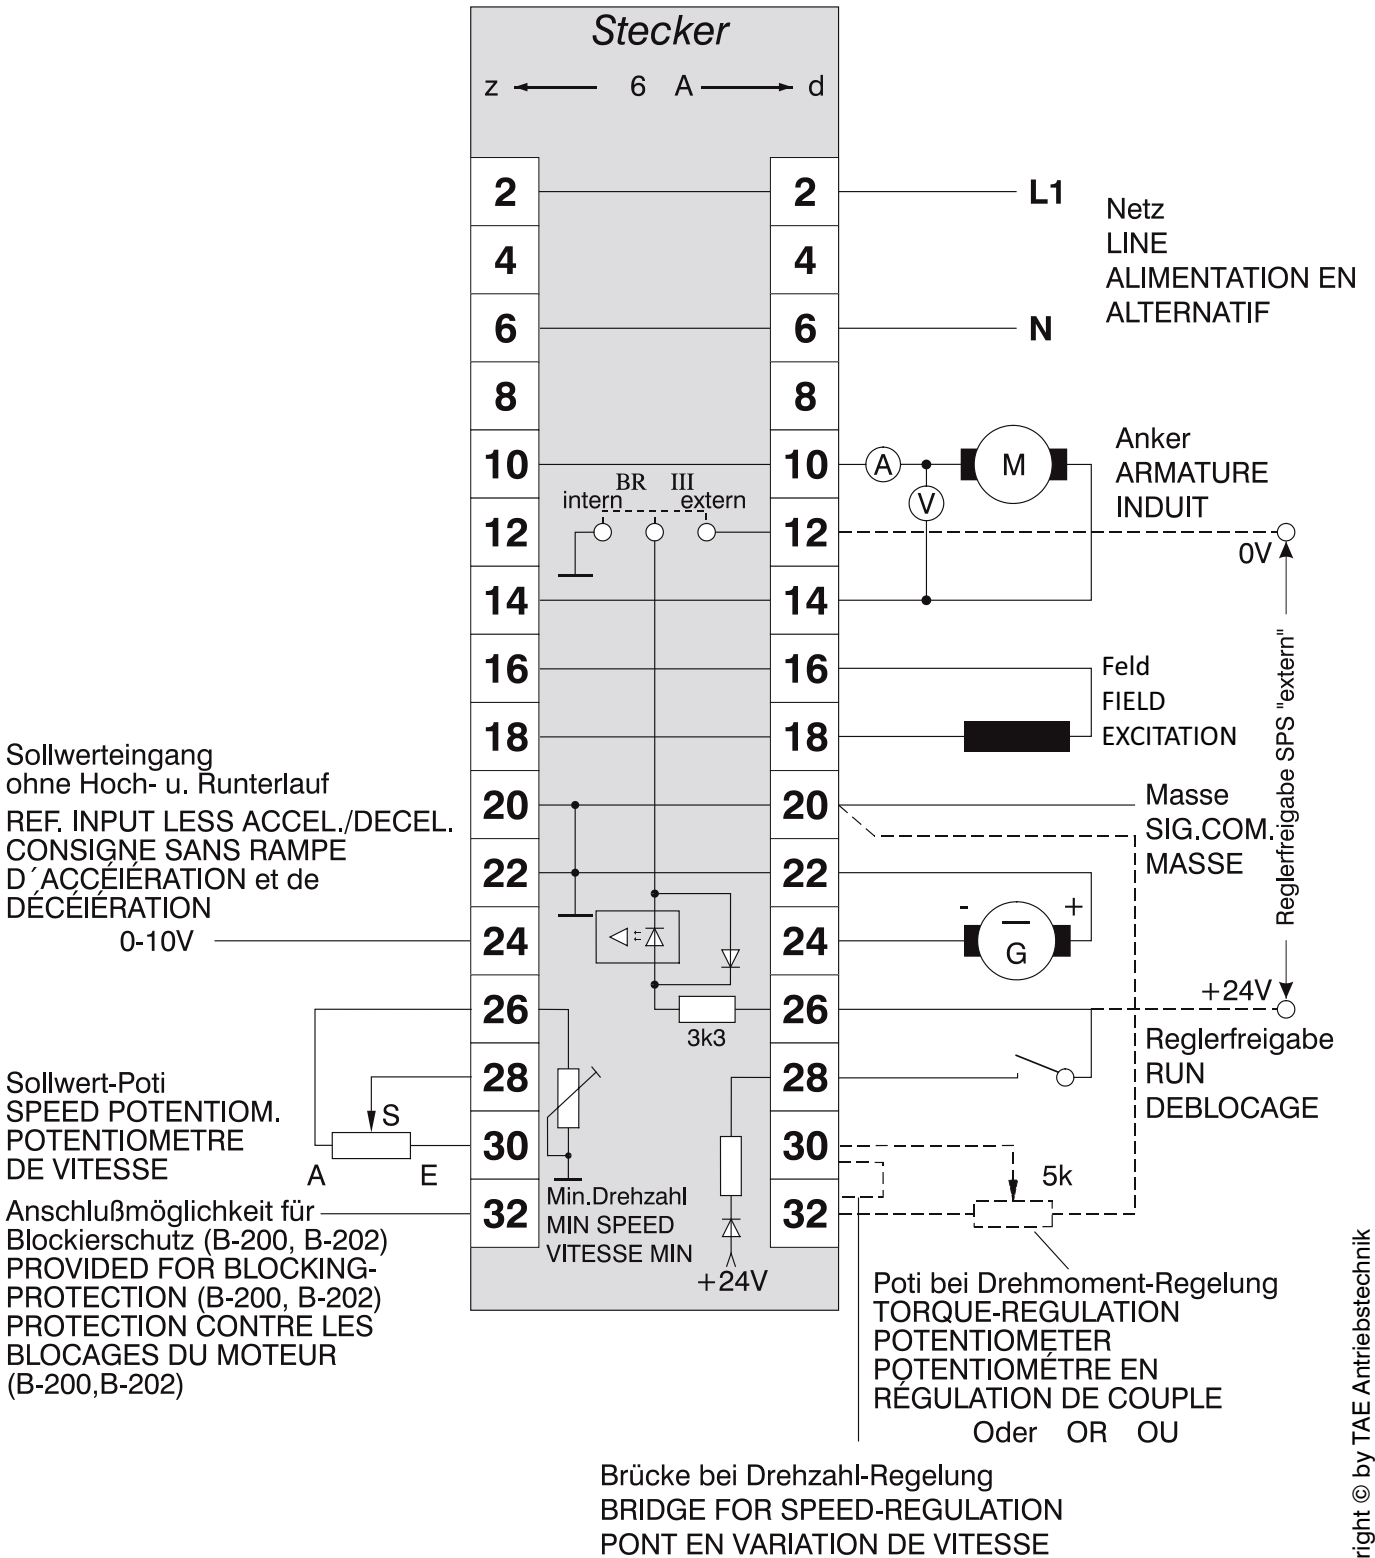 Stecker
z 6 A d
2 2 L1
4 4
6 6 N
8 8
10 10
12 12
14 14
16 16
18 18
20 20
22 22
24 24
26 26
28 28
30 30
32 32
Netz
LINE
ALIMENTATION EN
ALTERNATIF
A
M
V
Anker
ARMATURE
INDUIT
BR III
intern extern
0V
Reglerfreigabe SPS "extern"
+24V
Feld
FIELD
EXCITATION
Masse
SIG.COM.
MASSE
- +
G
Reglerfreigabe
RUN
DEBLOCAGE
3k3
Sollwerteingang
ohne Hoch- u. Runterlauf
REF. INPUT LESS ACCEL./DECEL.
CONSIGNE SANS RAMPE
D´ACCÉIÉRATION et de
DÉCÉIÉRATION
0-10V
Sollwert-Poti
SPEED POTENTIOM.
POTENTIOMETRE
DE VITESSE
S
A E
Anschlußmöglichkeit für
Blockierschutz (B-200, B-202)
PROVIDED FOR BLOCKING-
PROTECTION (B-200, B-202)
PROTECTION CONTRE LES
BLOCAGES DU MOTEUR
(B-200,B-202)
Min.Drehzahl
MIN SPEED
VITESSE MIN
+24V
5k
Poti bei Drehmoment-Regelung
TORQUE-REGULATION
POTENTIOMETER
POTENTIOMÉTRE EN
RÉGULATION DE COUPLE
Oder OR OU
Brücke bei Drehzahl-Regelung
BRIDGE FOR SPEED-REGULATION
PONT EN VARIATION DE VITESSE
right © by TAE Antriebstechnik